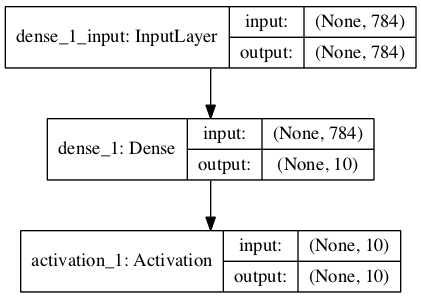 dense_1_input: InputLayer
input: (None, 784)
output: (None, 784)
dense_1: Dense
input: (None, 784)
output: (None, 10)
activation_1: Activation
input: (None, 10)
output: (None, 10)